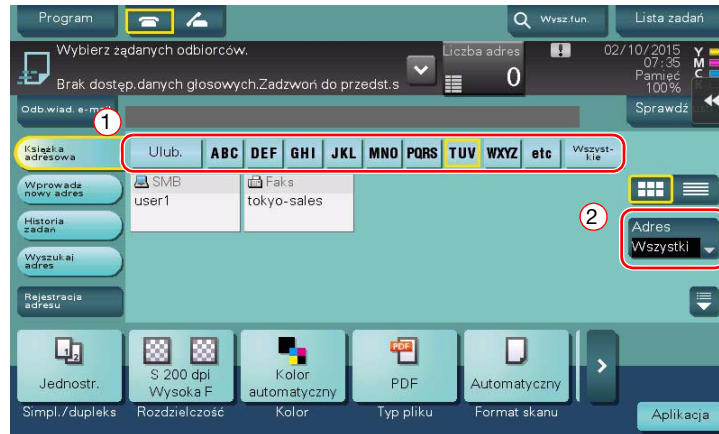 Program
Wysz.fun.
Lista zadań
Wybierz żądanych odbiorców.
Liczba adres
02/10/2015
07:35
Pamięć
100%
Y
M
C
K
Brak dostęp.danych głosowych.Zadzwoń do przedst.s
0
Odb.wiad. e-mail
Sprawdź
1
Książka
adresowa
Ulub.
ABC
DEF
GHI
JKL
MNO
PQRS
TUV
WXYZ
etc
Wszyst-
kie
Wprowadź
nowy adres
SMB
user1
Faks
tokyo-sales
2
Historia
zadań
Adres
Wszystki
Wyszukaj
adres
Rejestracja
adresu
1
2
Jednostr.
S 200 dpi
Wysoka F
Kolor
automatyczny
PDF
PDF
Automatyczny
Simpl./dupleks
Rozdzielczość
Kolor
Typ pliku
Format skanu
Aplikacja